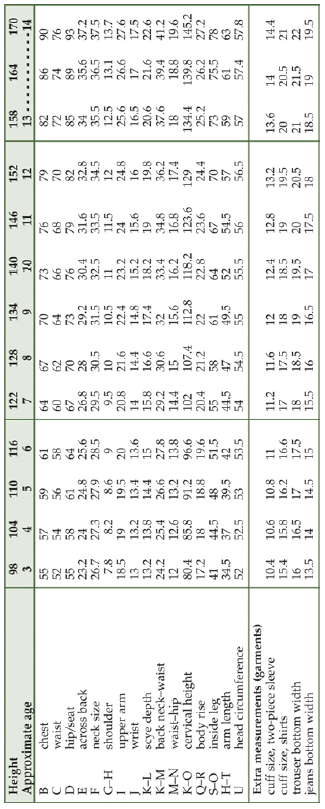 Height 98 104 110 116 122 128 134 140 146 152 158 164 170
Approximate age 3 4 5 6 7 8 9 10 11 12 13 ........... 14
B chest 55 57 59 61 64 67 70 73 76 79 82 86 90
C waist 52 54 56 58 60 62 64 66 68 70 72 74 76
D hip/seat 55 58 61 64 67 70 73 76 79 82 85 89 93
E across back 23.2 24 24.8 25.6 26.8 28 29.2 30.4 31.6 32.8 34 35.6 37.2
F neck size 26.7 27.3 27.9 28.5 29.5 30.5 31.5 32.5 33.5 34.5 35.5 36.5 37.5
G–H shoulder 7.8 8.2 8.6 9 9.5 10 10.5 11 11.5 12 12.5 13.1 13.7
I upper arm 18.5 19 19.5 20 20.8 21.6 22.4 23.2 24 24.8 25.6 26.6 27.6
J wrist 13 13.2 13.4 13.6 14 14.4 14.8 15.2 15.6 16 16.5 17 17.5
K–L scye depth 13.2 13.8 14.4 15 15.8 16.6 17.4 18.2 19 19.8 20.6 21.6 22.6
K–M back neck–waist 24.2 25.4 26.6 27.8 29.2 30.6 32 33.4 34.8 36.2 37.6 39.4 41.2
M–N waist–hip 12 12.6 13.2 13.8 14.4 15 15.6 16.2 16.8 17.4 18 18.8 19.6
K–O cervical height 80.4 85.8 91.2 96.6 102 107.4 112.8 118.2 123.6 129 134.4 139.8 145.2
Q–R body rise 17.2 18 18.8 19.6 20.4 21.2 22 22.8 23.6 24.4 25.2 26.2 27.2
S–O inside leg 41 44.5 48 51.5 55 58 61 64 67 70 73 75.5 78
H–T arm length 34.5 37 39.5 42 44.5 47 49.5 52 54.5 57 59 61 63
U head circumference 52 52.5 53 53.5 54 54.5 55 55.5 56 56.5 57 57.4 57.8
Extra measurements (garments)
cuff size, two-piece sleeve 10.4 10.6 10.8 11 11.2 11.6 12 12.4 12.8 13.2 13.6 14 14.4
cuff size, shirts 15.4 15.8 16.2 16.6 17 17.5 18 18.5 19 19.5 20 20.5 21
trouser bottom width 16 16.5 17 17.5 18 18.5 19 19.5 20 20.5 21 21.5 22
jeans bottom width 13.5 14 14.5 15 15.5 16 16.5 17 17.5 18 18.5 19 19.5